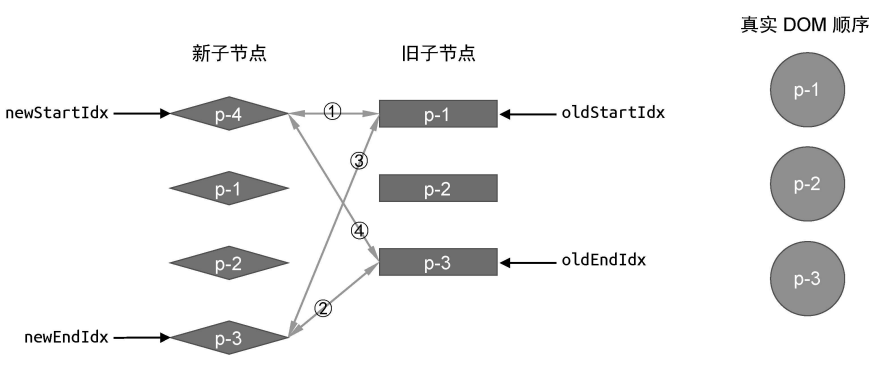 真实 DOM 顺序
新子节点
旧子节点
newStartIdx
p-4
①
p-1
oldStartIdx
p-1
③
p-1
p-2
p-2
④
p-2
p-3
oldEndIdx
p-3
②
newEndIdx
p-3